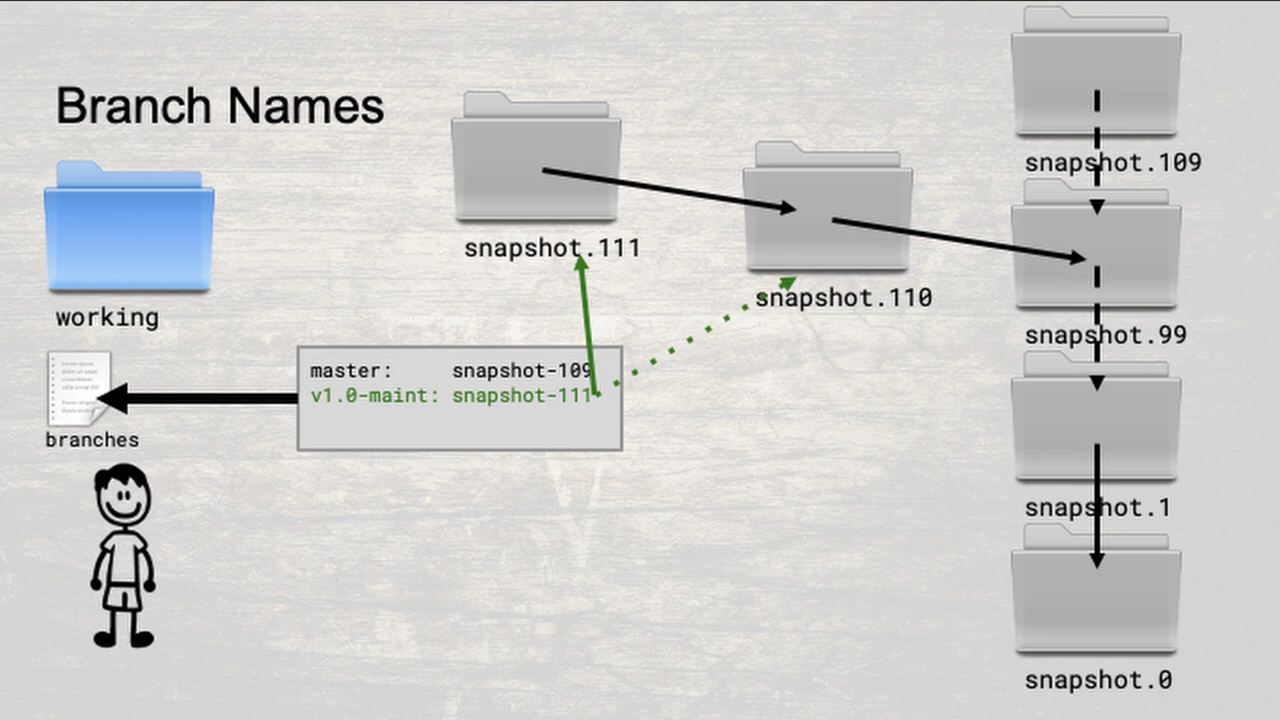 Branch Names
working
branches
master: snapshot-109
v1.0-maint: snapshot-111
snapshot.111
snapshot.110
snapshot.109
snapshot.99
snapshot.1
snapshot.0